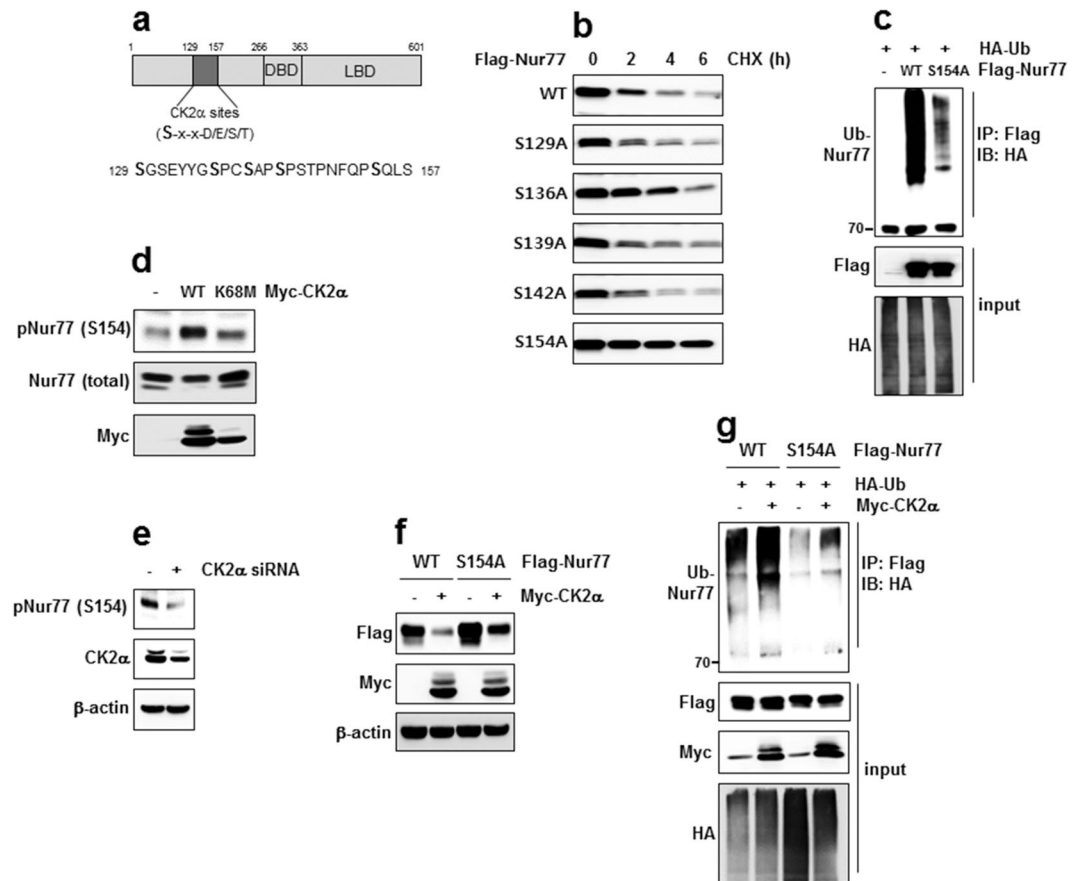 a
1 129 157 266 363 601
DBD LBD
CK2α sites
(S-x-x-D/E/S/T)
129 SGSEYYGSPCSAPSPSTPNFQPSQLS 157
b
Flag-Nur77 0 2 4 6 CHX (h)
WT
S129A
S136A
S139A
S142A
S154A
c
+ + + HA-Ub
- WT S154A Flag-Nur77
Ub-
Nur77
IP: Flag
IB: HA
70
Flag
HA
input
d
- WT K68M Myc-CK2α
pNur77 (S154)
Nur77 (total)
Myc
e
- + CK2α siRNA
pNur77 (S154)
CK2α
β-actin
f
WT S154A Flag-Nur77
- + - + Myc-CK2α
Flag
Myc
β-actin
g
WT S154A Flag-Nur77
+ + + + HA-Ub
- + - + Myc-CK2α
Ub-
Nur77
IP: Flag
IB: HA
70
Flag
Myc
HA
input